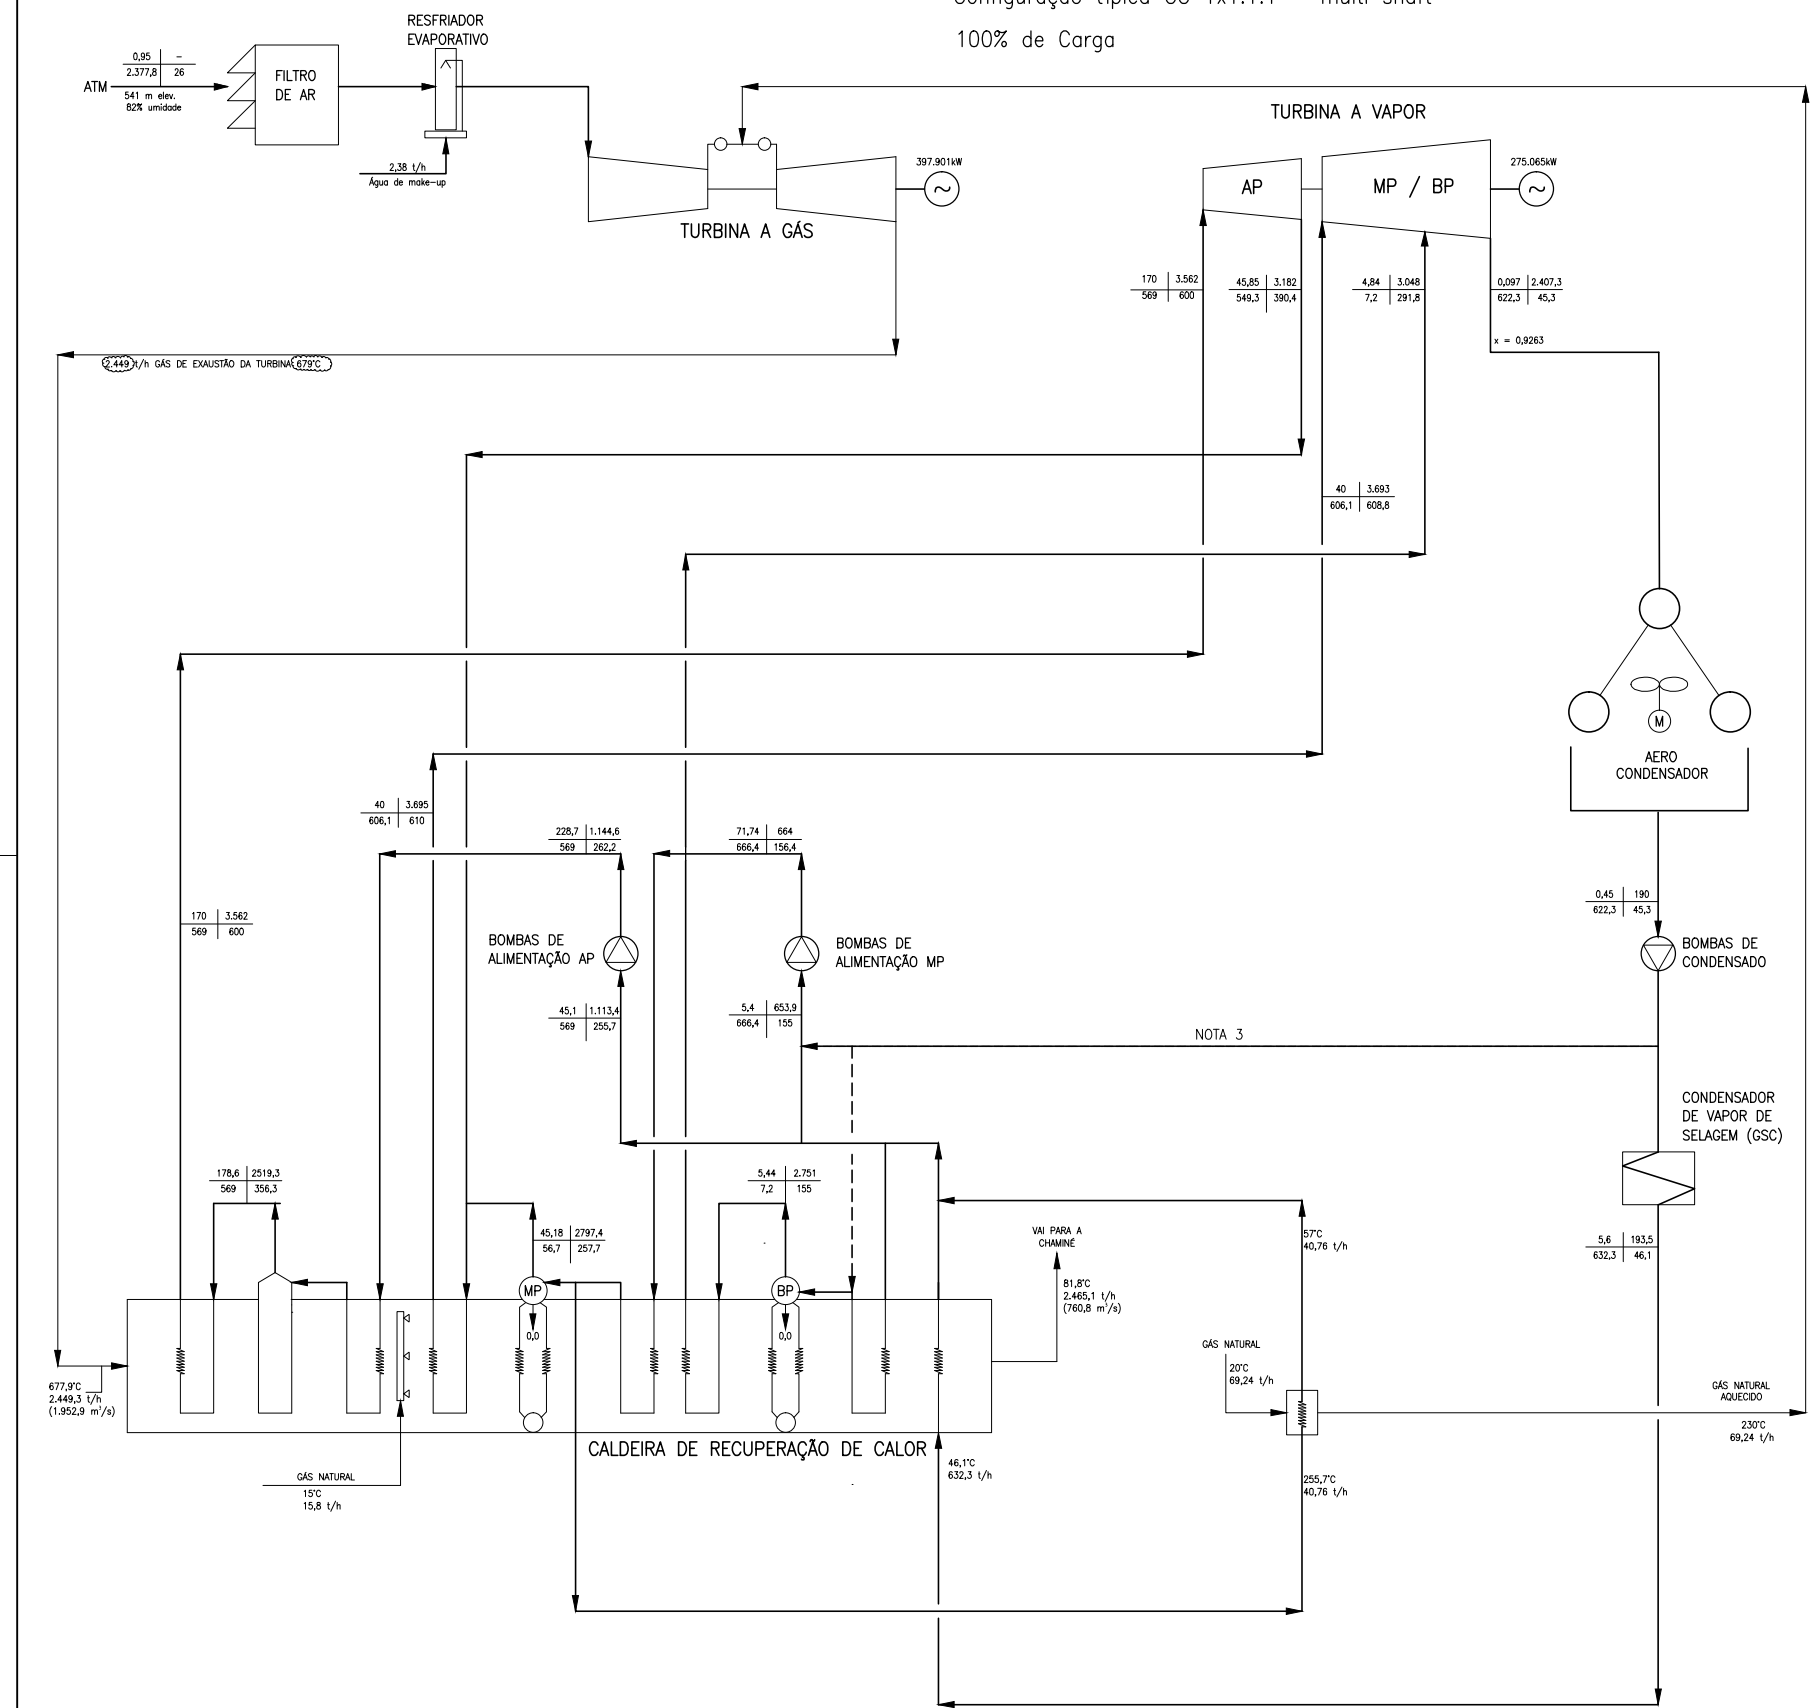 100% de Carga
RESFRIADOR
EVAPORATIVO
0,95 -
2.377,8 26
ATM
541 m elev.
82% umidade
FILTRO
DE AR
2,38 t/h
Água de make-up
TURBINA A GÁS
397.901kW
TURBINA A VAPOR
AP
MP / BP
275.065kW
170 3.562
569 600
45,85 3.182
549,3 390,4
4,84 3.048
7,2 291,8
0,097 2.407,3
622,3 45,3
x = 0,9263
2.449 t/h GÁS DE EXAUSTÃO DA TURBINA 679°C
40 3.693
606,1 608,8
M
AERO
CONDENSADOR
40 3.695
606,1 610
228,7 1.144,6
569 262,2
71,74 664
666,4 156,4
0,45 190
622,3 45,3
170 3.562
569 600
BOMBAS DE
ALIMENTAÇÃO AP
BOMBAS DE
ALIMENTAÇÃO MP
BOMBAS DE
CONDENSADO
45,1 1.113,4
569 255,7
5,4 653,9
666,4 155
NOTA 3
CONDENSADOR
DE VAPOR DE
SELAGEM (GSC)
178,6 2519,3
569 356,3
5,44 2.751
7,2 155
45,18 2797,4
56,7 257,7
VAI PARA A
CHAMINÉ
57°C
40,76 t/h
5,6 193,5
632,3 46,1
MP
0,0
BP
0,0
81,8°C
2.465,1 t/h
(760,8 m³/s)
GÁS NATURAL
20°C
69,24 t/h
677,9°C
2.449,3 t/h
(1.952,9 m³/s)
GÁS NATURAL
AQUECIDO
230°C
69,24 t/h
CALDEIRA DE RECUPERAÇÃO DE CALOR
46,1°C
632,3 t/h
255,7°C
40,76 t/h
GÁS NATURAL
15°C
15,8 t/h